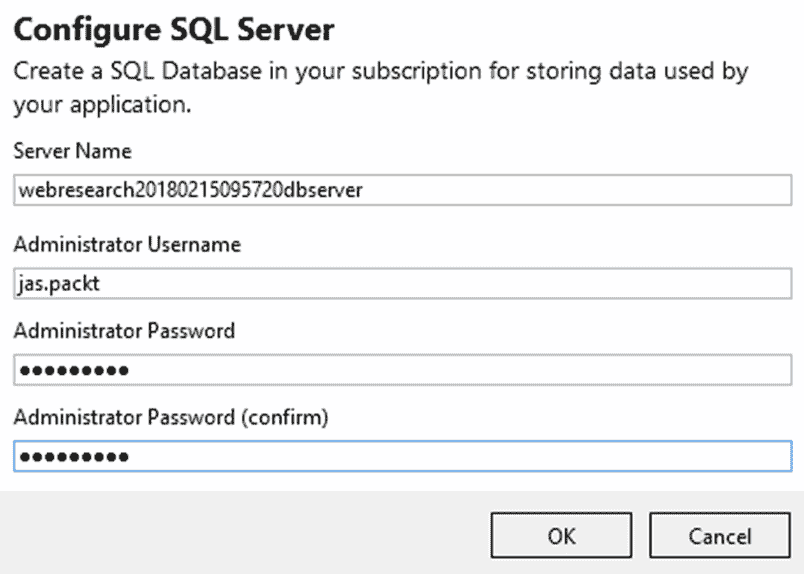 Configure SQL Server
Create a SQL Database in your subscription for storing data used by
your application.
Server Name
webresearch20180215095720dbserver
Administrator Username
jas.packt
Administrator Password
●●●●●●●●●
Administrator Password (confirm)
●●●●●●●●●
OK Cancel